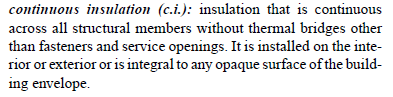 continuous insulation (c.i.): insulation that is continuous
across all structural members without thermal bridges other
than fasteners and service openings. It is installed on the inte-
rior or exterior or is integral to any opaque surface of the build-
ing envelope.